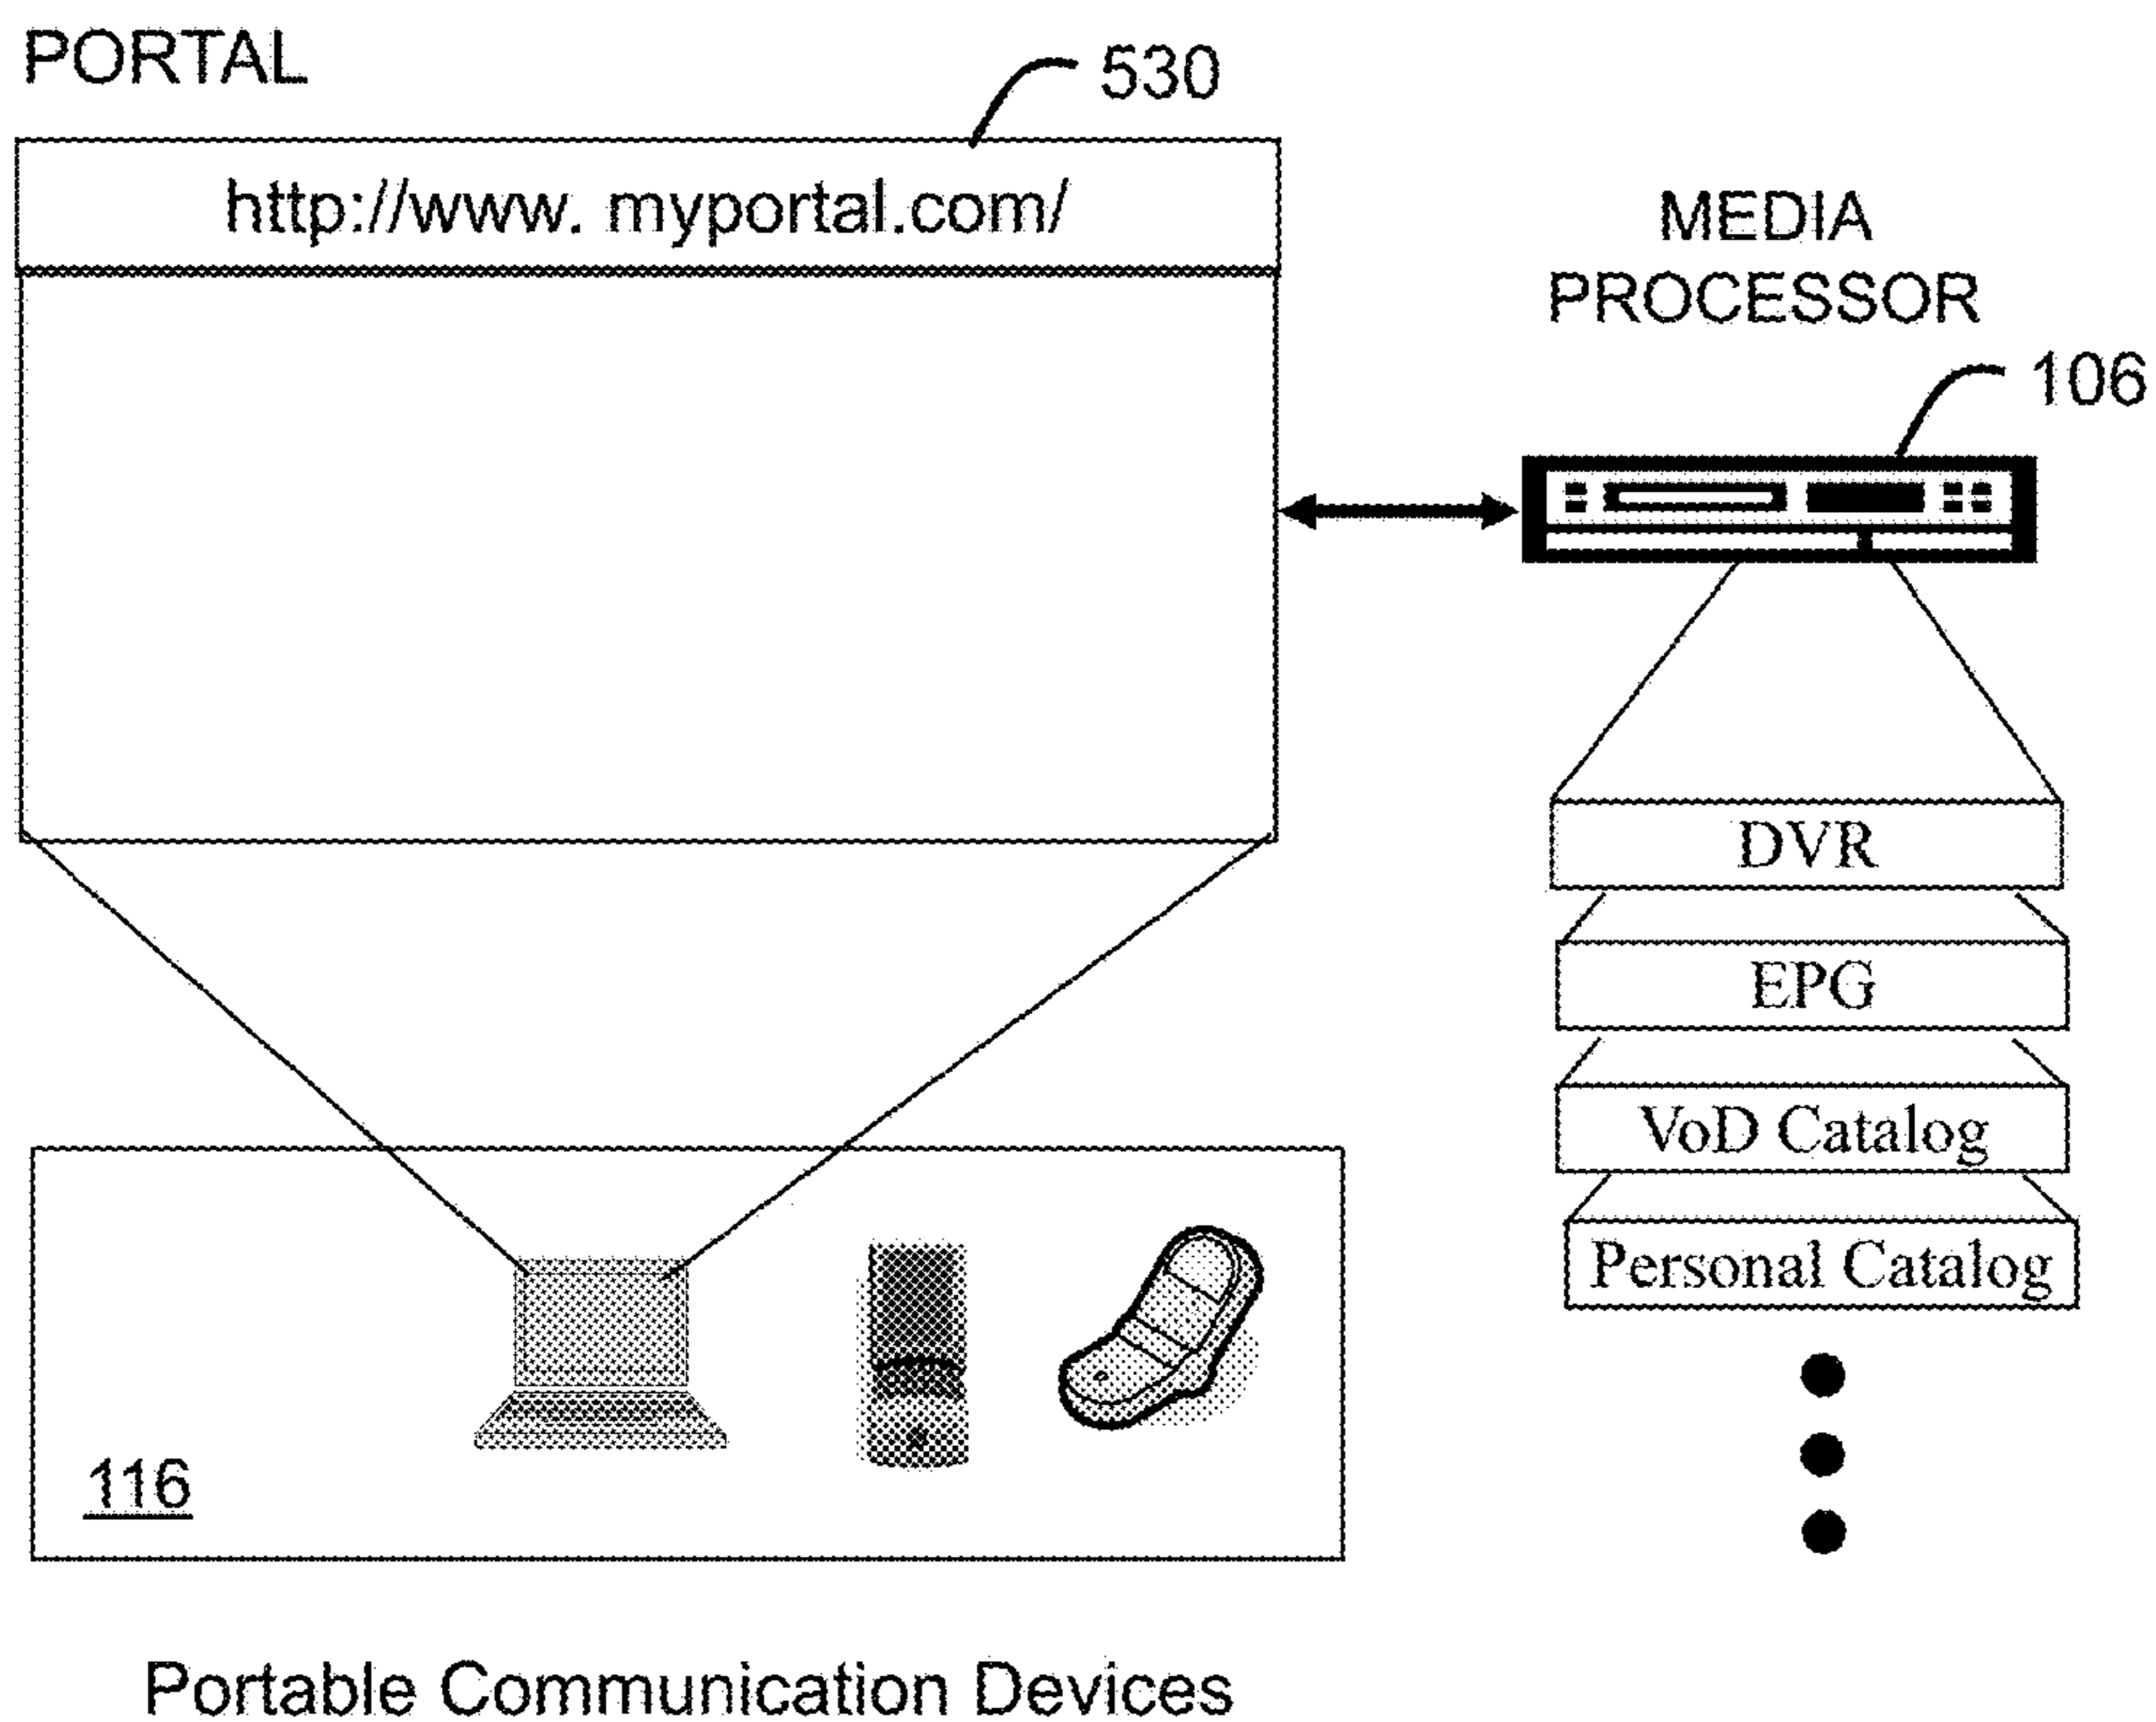 PORTAL
530
http://www. myportal.com/
MEDIA
PROCESSOR
106
DVR
EPG
VoD Catalog
Personal Catalog
116
Portable Communication Devices